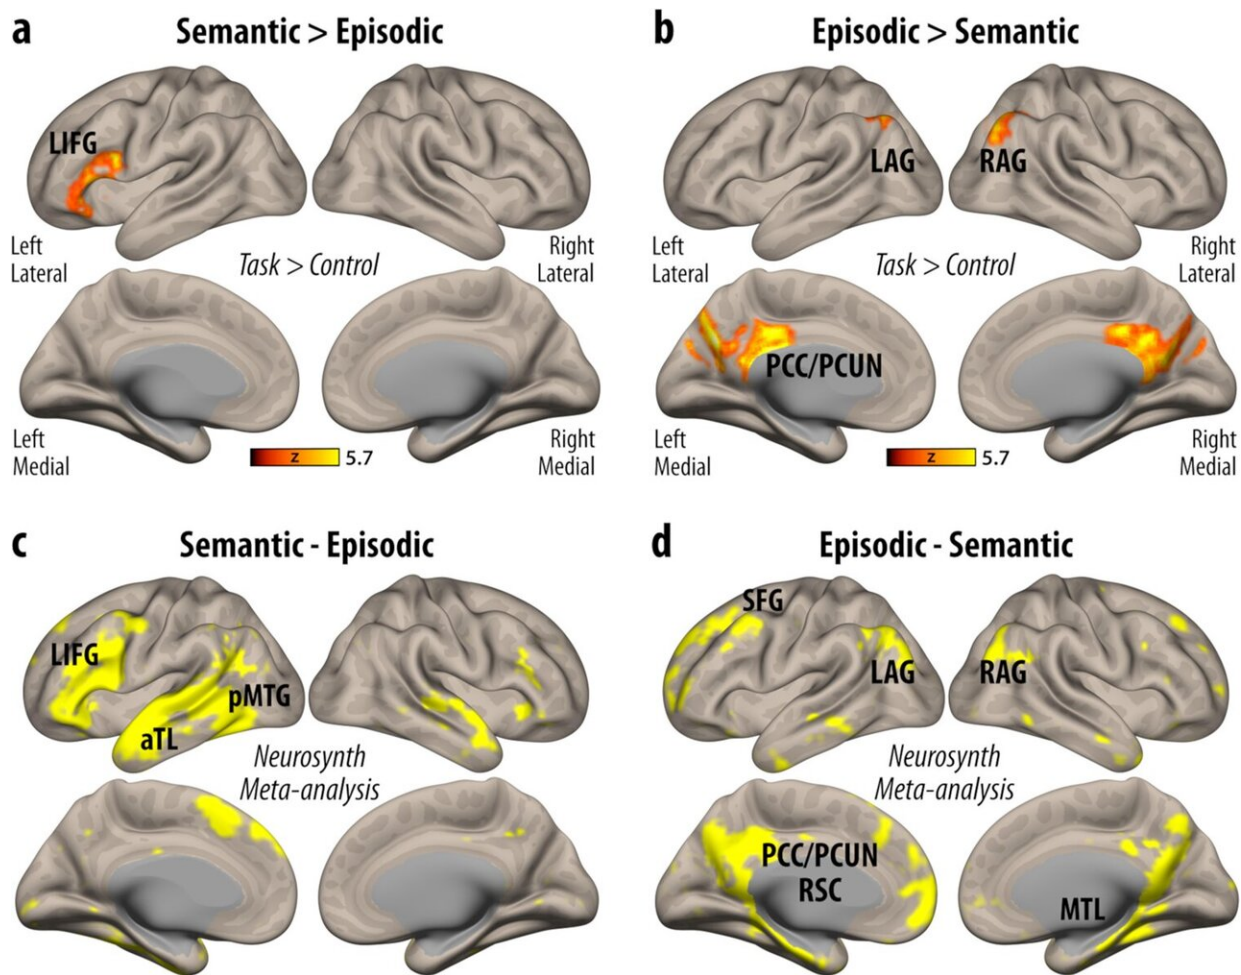 a
Semantic > Episodic
LIFG
Left
Lateral
Task > Control
Right
Lateral
Left
Medial
z
5.7
Right
Medial
b
Episodic > Semantic
LAG
RAG
Left
Lateral
Task > Control
Right
Lateral
PCC/PCUN
Left
Medial
z
5.7
Right
Medial
c
Semantic - Episodic
LIFG
pMTG
aTL
Neurosynth
Meta-analysis
d
Episodic - Semantic
SFG
LAG
RAG
Neurosynth
Meta-analysis
PCC/PCUN
RSC
MTL